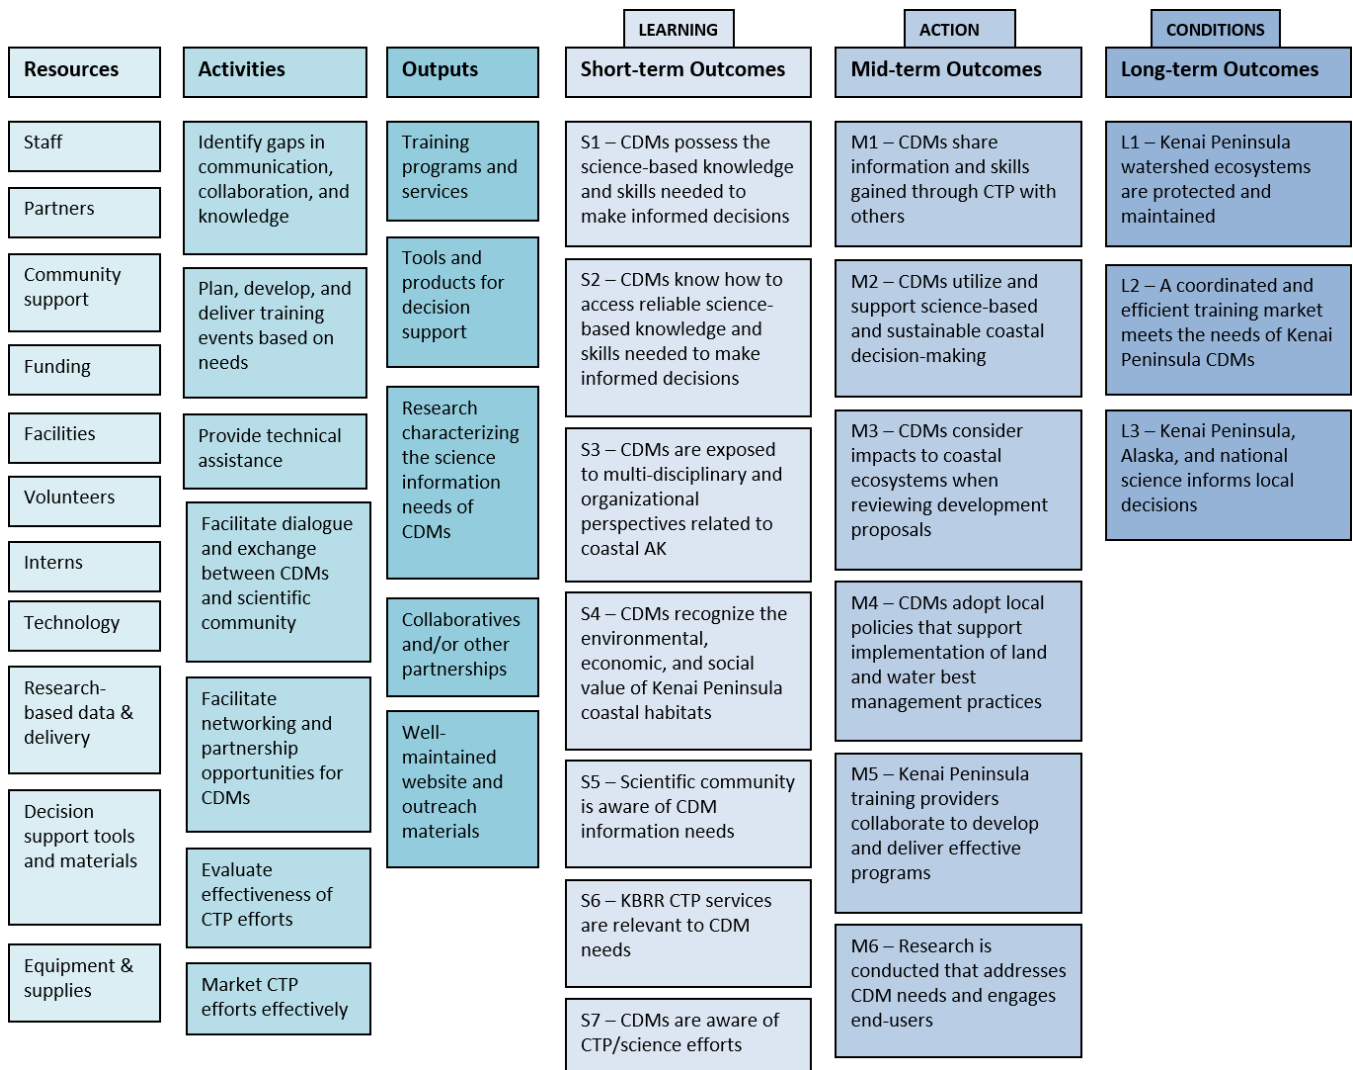 LEARNING
ACTION
CONDITIONS
Resources
Activities
Outputs
Short-term Outcomes
Mid-term Outcomes
Long-term Outcomes
Staff
Partners
Community
support
Funding
Facilities
Volunteers
Interns
Technology
Research-
based data &
delivery
Decision
support tools
and materials
Equipment &
supplies
Identify gaps in
communication,
collaboration, and
knowledge
Plan, develop, and
deliver training
events based on
needs
Provide technical
assistance
Facilitate dialogue
and exchange
between CDMs
and scientific
community
Facilitate
networking and
partnership
opportunities for
CDMs
Evaluate
effectiveness of
CTP efforts
Market CTP
efforts effectively
Training
programs and
services
Tools and
products for
decision
support
Research
characterizing
the science
information
needs of
CDMs
Collaboratives
and/or other
partnerships
Well-
maintained
website and
outreach
materials
S1 – CDMs possess the
science-based knowledge
and skills needed to
make informed decisions
S2 – CDMs know how to
access reliable science-
based knowledge and
skills needed to make
informed decisions
S3 – CDMs are exposed
to multi-disciplinary and
organizational
perspectives related to
coastal AK
S4 – CDMs recognize the
environmental,
economic, and social
value of Kenai Peninsula
coastal habitats
S5 – Scientific community
is aware of CDM
information needs
S6 – KBRR CTP services
are relevant to CDM
needs
S7 – CDMs are aware of
CTP/science efforts
M1 – CDMs share
information and skills
gained through CTP with
others
M2 – CDMs utilize and
support science-based
and sustainable coastal
decision-making
M3 – CDMs consider
impacts to coastal
ecosystems when
reviewing development
proposals
M4 – CDMs adopt local
policies that support
implementation of land
and water best
management practices
M5 – Kenai Peninsula
training providers
collaborate to develop
and deliver effective
programs
M6 – Research is
conducted that addresses
CDM needs and engages
end-users
L1 – Kenai Peninsula
watershed ecosystems
are protected and
maintained
L2 – A coordinated and
efficient training market
meets the needs of Kenai
Peninsula CDMs
L3 – Kenai Peninsula,
Alaska, and national
science informs local
decisions